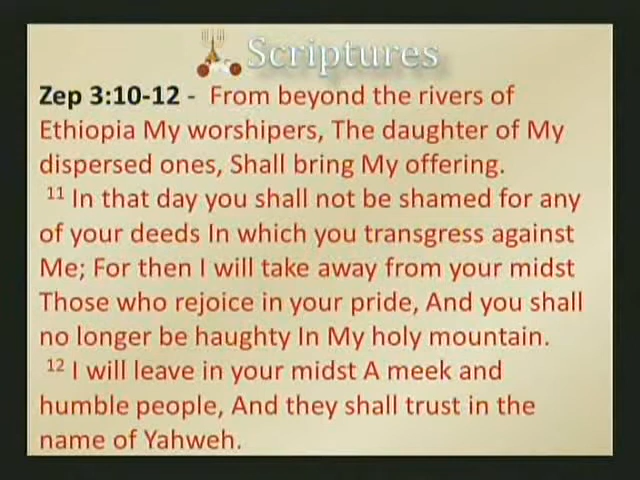 Scriptures
Zep 3:10-12 - From beyond the rivers of
Ethiopia My worshipers, The daughter of My
dispersed ones, Shall bring My offering.
11 In that day you shall not be shamed for any
of your deeds In which you transgress against
Me; For then I will take away from your midst
Those who rejoice in your pride, And you shall
no longer be haughty In My holy mountain.
12 I will leave in your midst A meek and
humble people, And they shall trust in the
name of Yahweh.